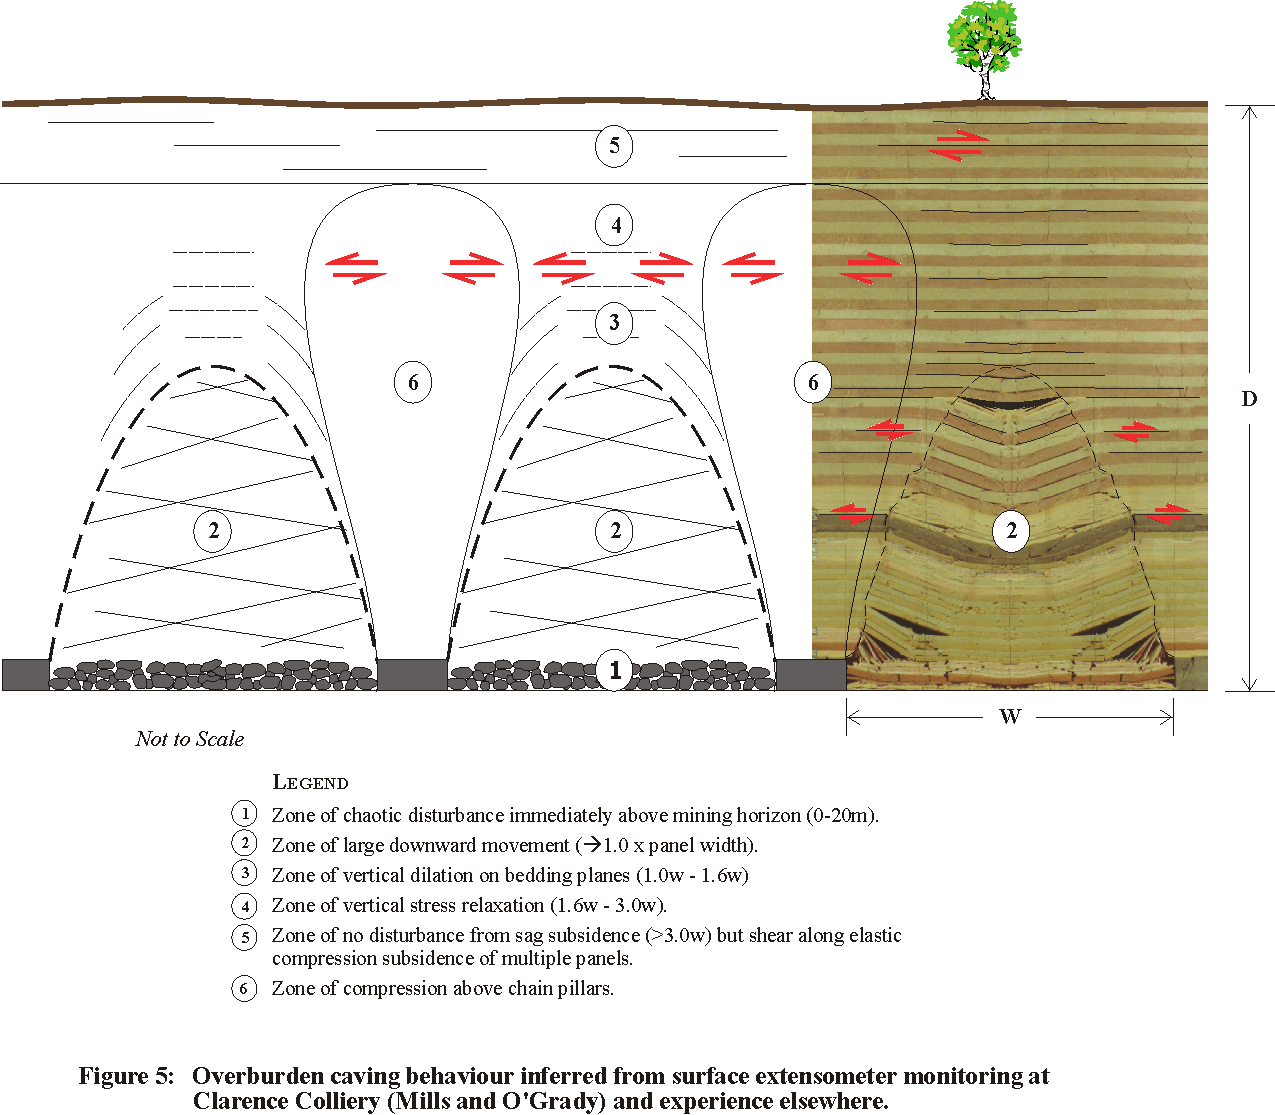 5
4
3
6
6
2
2
2
1
D
W
Not to Scale
LEGEND
1 Zone of chaotic disturbance immediately above mining horizon (0-20m).
2 Zone of large downward movement (→1.0 x panel width).
3 Zone of vertical dilation on bedding planes (1.0w - 1.6w)
4 Zone of vertical stress relaxation (1.6w - 3.0w).
5 Zone of no disturbance from sag subsidence (>3.0w) but shear along elastic
compression subsidence of multiple panels.
6 Zone of compression above chain pillars.
Figure 5: Overburden caving behaviour inferred from surface extensometer monitoring at
Clarence Colliery (Mills and O'Grady) and experience elsewhere.